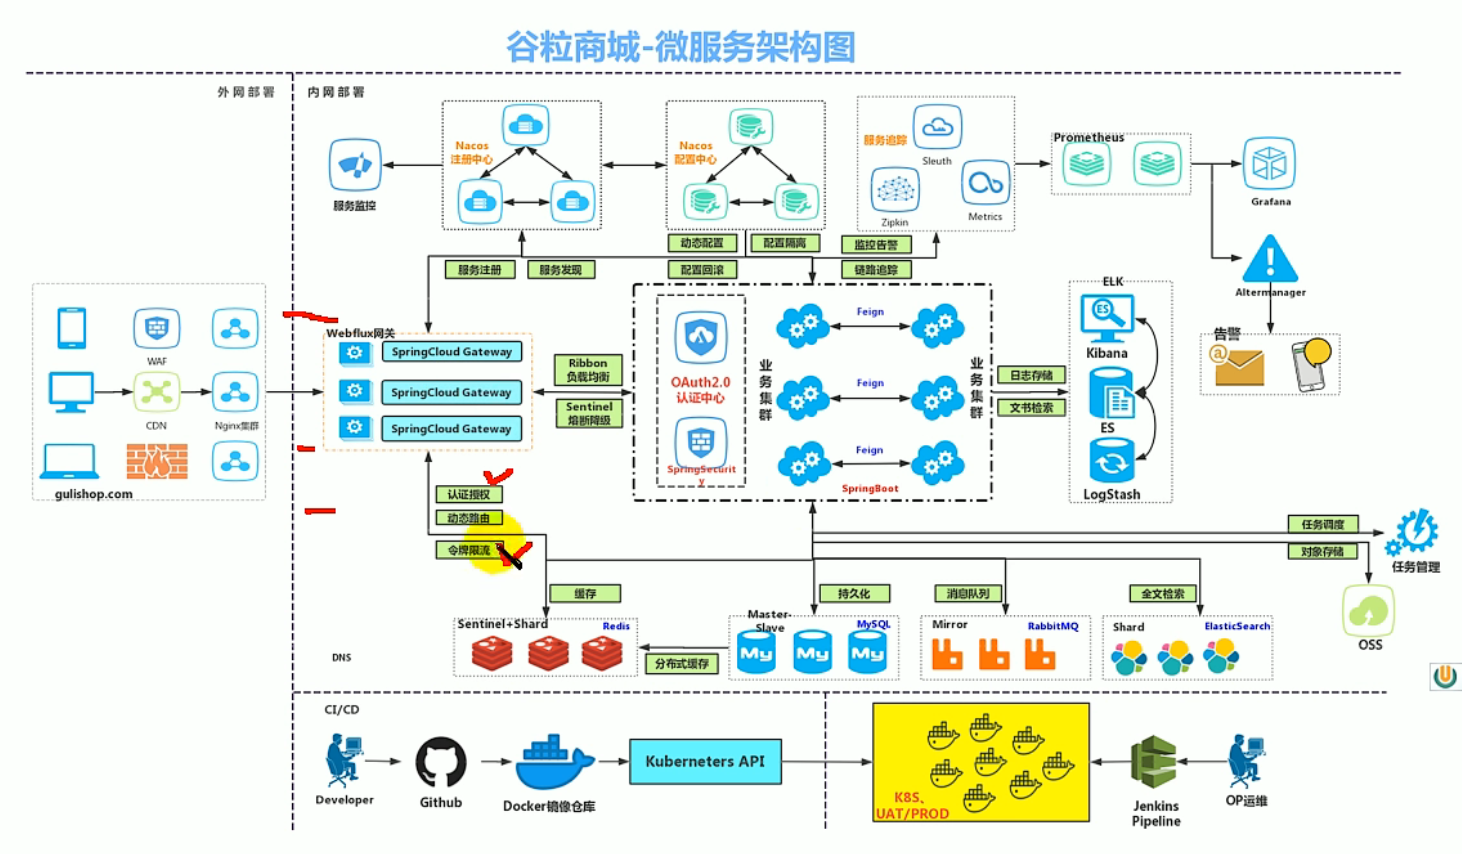 谷粒商城-微服务架构图
外网部署
内网部署
Nacos
注册中心
Nacos
配置中心
服务追踪
Sleuth
Zipkin
Metrics
Prometheus
Grafana
服务监控
动态配置
配置隔离
监控告警
服务注册
服务发现
配置回滚
链路追踪
Altermanager
告警
WAF
CDN
Nginx集群
gulishop.com
Webflux网关
SpringCloud Gateway
SpringCloud Gateway
SpringCloud Gateway
Ribbon
负载均衡
Sentinel
熔断降级
OAuth2.0
认证中心
SpringSecurit
y
业务集群
Feign
Feign
Feign
SpringBoot
业务集群
日志存储
文书检索
ELK
Kibana
ES
ES
LogStash
认证授权
动态路由
令牌限流
任务调度
对象存储
任务管理
OSS
缓存
持久化
消息队列
全文检索
Sentinel+Shard
Redis
分布式缓存
Master-
Slave
MySQL
My
My
My
Mirror
RabbitMQ
Shard
ElasticSearch
DNS
CI/CD
Developer
Github
Docker镜像仓库
Kuberneters API
K8S、
UAT/PROD
Jenkins
Pipeline
OP运维